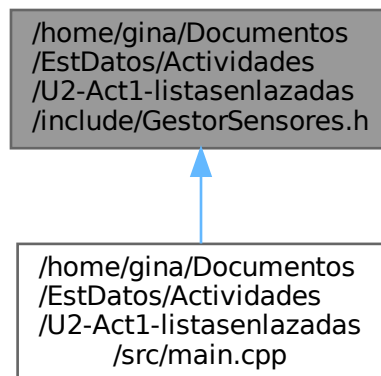 /home/gina/Documentos
/EstDatos/Actividades
/U2-Act1-listasenlazadas
/include/GestorSensores.h
/home/gina/Documentos
/EstDatos/Actividades
/U2-Act1-listasenlazadas
/src/main.cpp